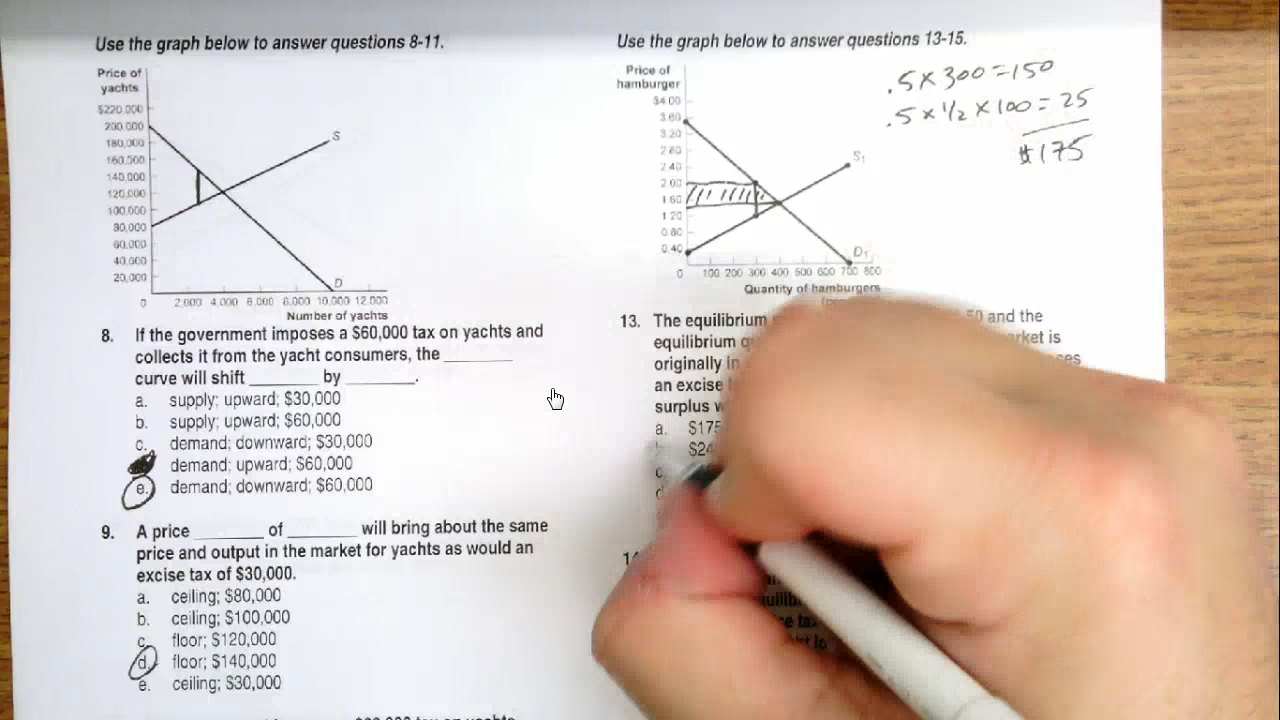 Use the graph below to answer questions 8-11.
Price of
yachts
$220,000
200,000
180,000
160,000
140,000
120,000
100,000
80,000
60,000
40,000
20,000
0
2,000 4,000 6,000 8,000 10,000 12,000
Number of yachts
S
D
8. If the government imposes a $60,000 tax on yachts and
collects it from the yacht consumers, the ________
curve will shift ________ by ________.
a. supply; upward; $30,000
b. supply; upward; $60,000
c. demand; downward; $30,000
demand; upward; $60,000
e. demand; downward; $60,000
9. A price ________ of ________ will bring about the same
price and output in the market for yachts as would an
excise tax of $30,000.
a. ceiling; $80,000
b. ceiling; $100,000
c. floor; $120,000
d. floor; $140,000
e. ceiling; $30,000
Use the graph below to answer questions 13-15.
Price of
hamburger
$4.00
3.60
3.20
2.80
2.40
2.00
1.60
1.20
0.80
0.40
0
100 200 300 400 500 600 700 800
Quantity of hamburgers
S1
D1
.5 x 300 = 150
.5 x 1/2 x 100 = 25
$175
13. The equilibrium and the
equilibrium market is
originally in
an excise
surplus
a. $175